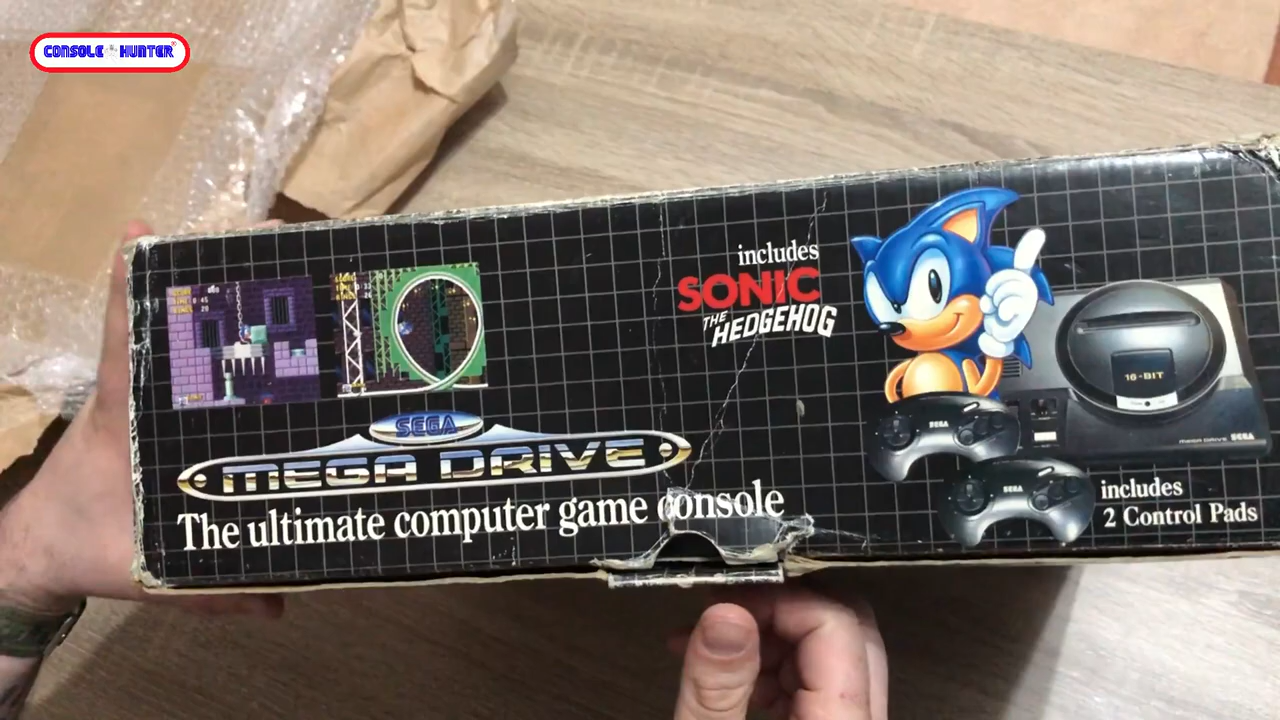 CONSOLE HUNTER
includes
SONIC
THE
HEDGEHOG
SEGA
MEGA DRIVE
The ultimate computer game console
16-BIT
MEGA DRIVE SEGA
SEGA
SEGA
includes
2 Control Pads